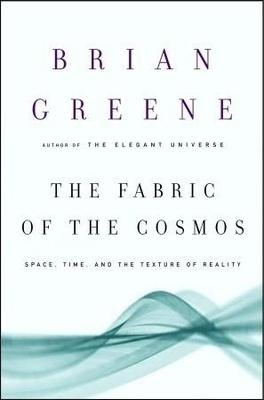 BRIAN
GREENE
AUTHOR OF THE ELEGANT UNIVERSE
THE FABRIC
OF THE COSMOS
SPACE, TIME, AND THE TEXTURE OF REALITY